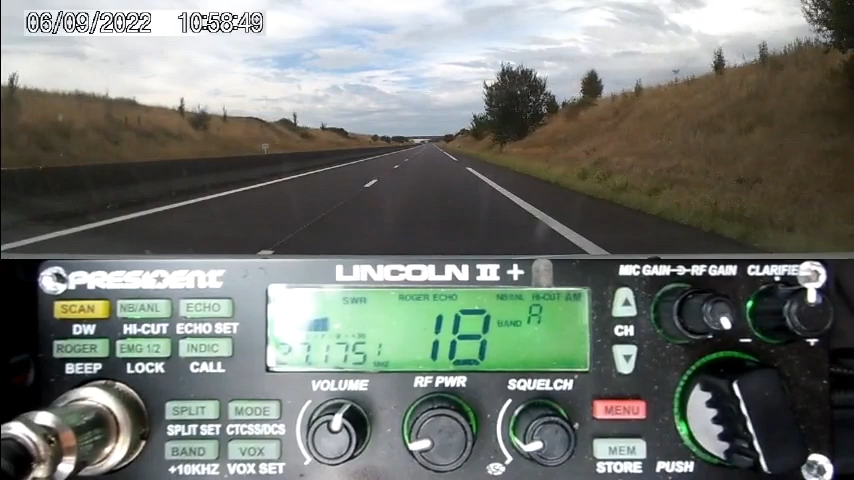 06/09/2022 10:58:49
PRESIDENT LINCOLN II + MIC GAIN RF GAIN CLARIFIER
SCAN NB/ANL ECHO
DW HI-CUT ECHO SET
ROGER EMG 1/2 INDIC
BEEP LOCK CALL
SWR ROGER ECHO NB/ANL HI-CUT AM
18 BAND A
27.1751 MHZ
CH
VOLUME RF PWR SQUELCH
SPLIT MODE
SPLIT SET CTCSS/DCS
BAND VOX
+10KHZ VOX SET
MENU
MEM
STORE PUSH